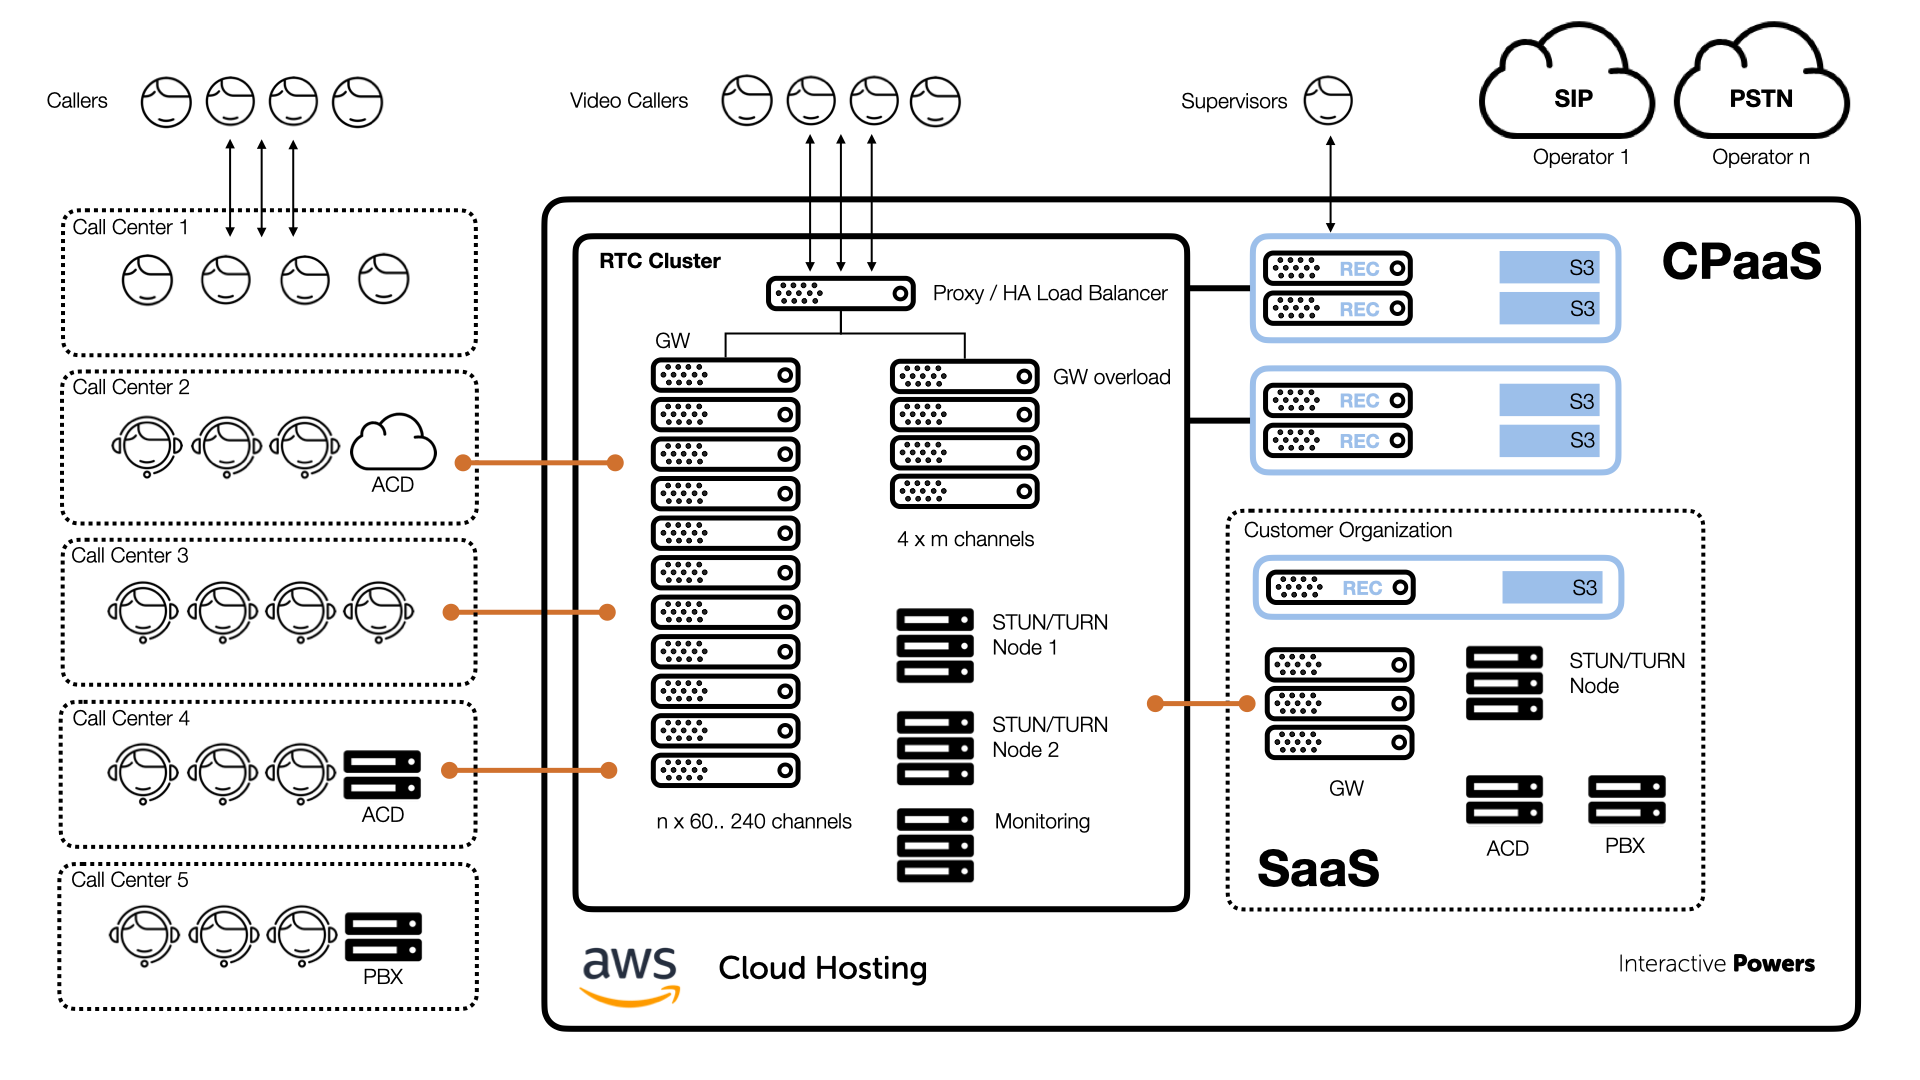 Callers
Video Callers
Supervisors
SIP
PSTN
Operator 1
Operator n
Call Center 1
Call Center 2
ACD
Call Center 3
Call Center 4
ACD
Call Center 5
PBX
RTC Cluster
Proxy / HA Load Balancer
GW
GW overload
4 x m channels
STUN/TURN
Node 1
STUN/TURN
Node 2
n x 60.. 240 channels
Monitoring
REC
S3
REC
S3
CPaaS
REC
S3
REC
S3
Customer Organization
REC
S3
STUN/TURN
Node
GW
ACD
PBX
SaaS
aws
Cloud Hosting
Interactive Powers